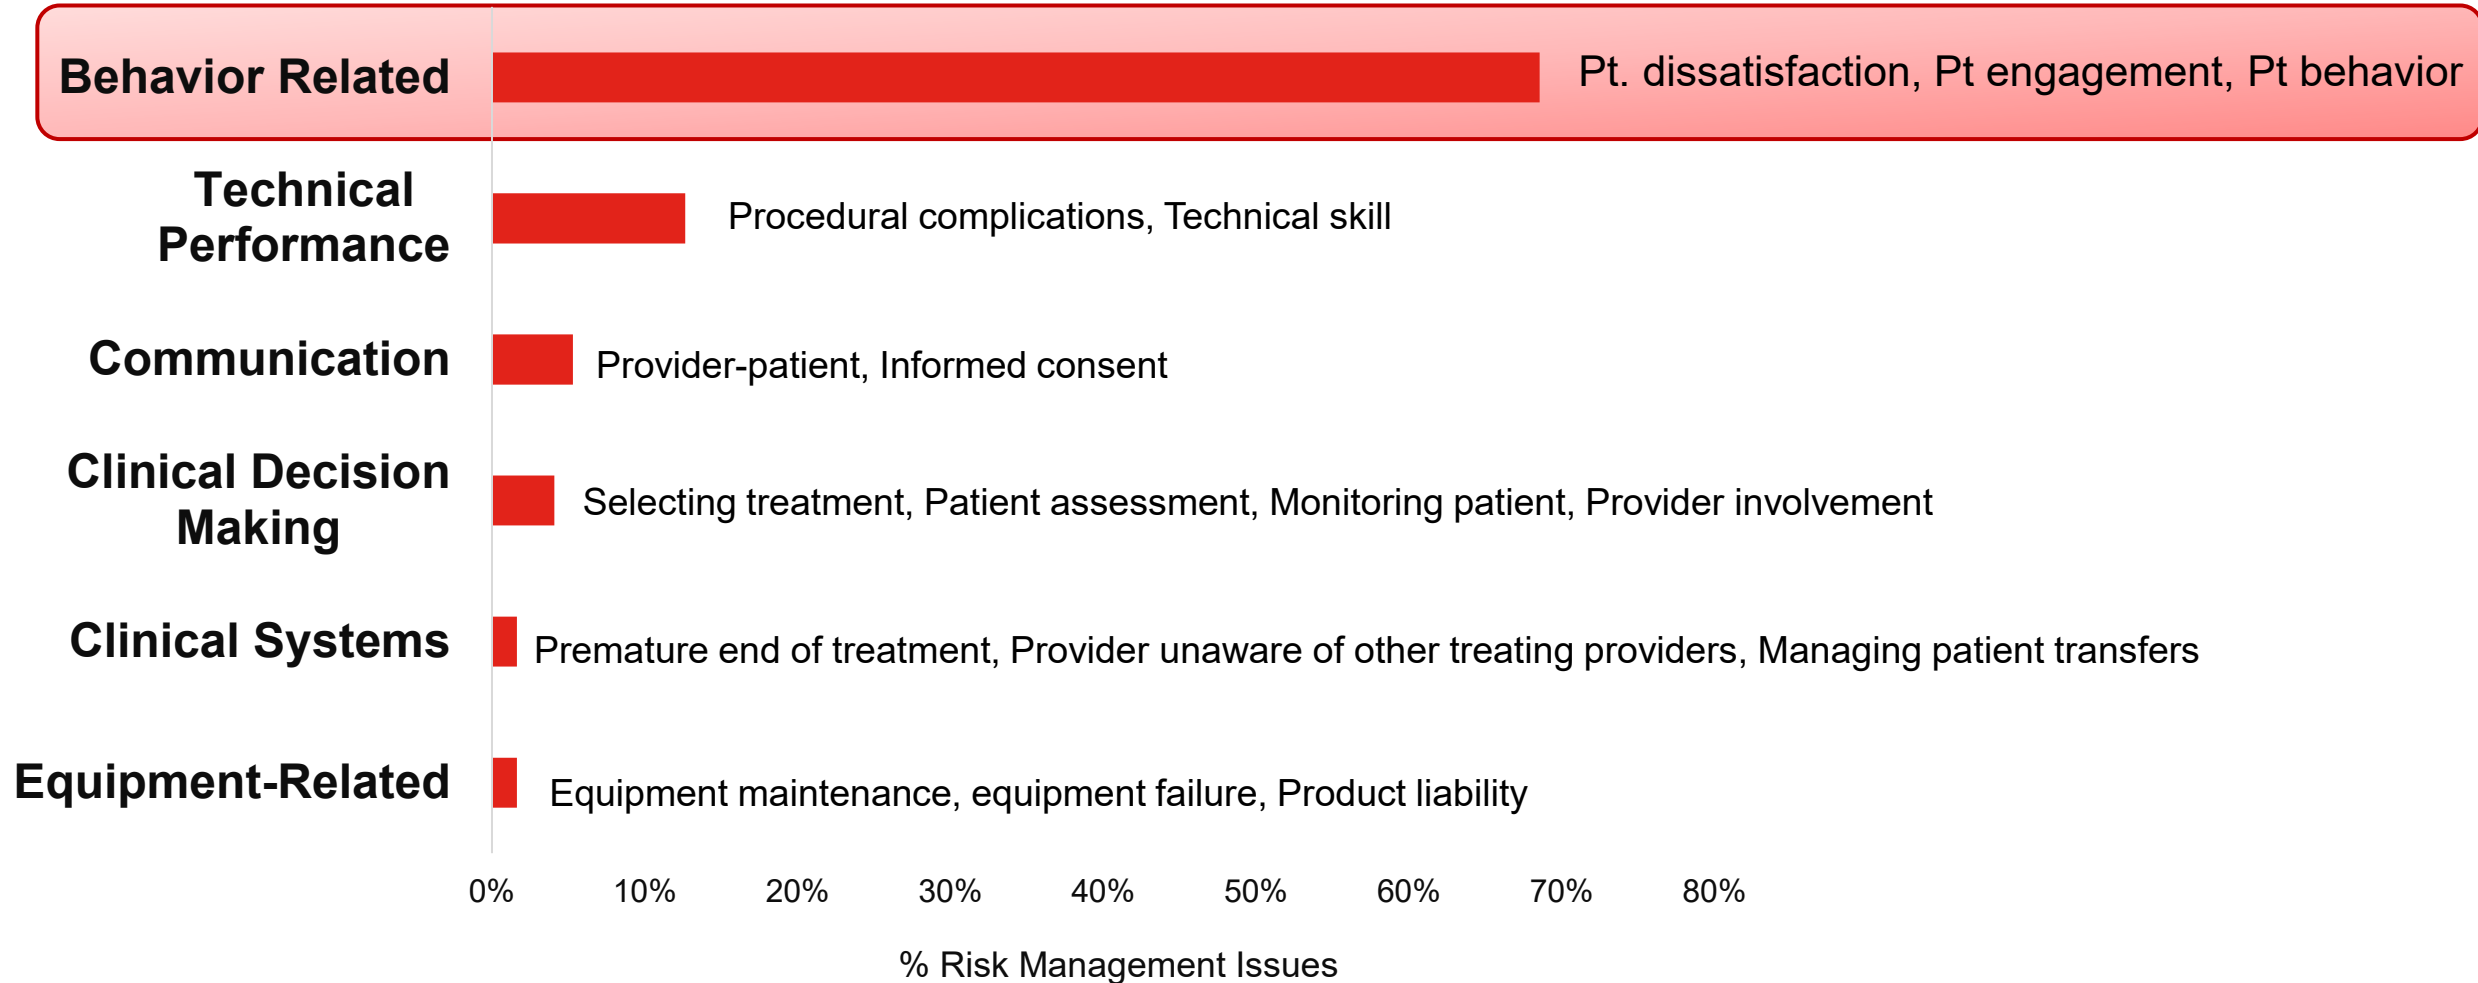 Behavior Related
Pt. dissatisfaction, Pt engagement, Pt behavior
Technical
Performance
Procedural complications, Technical skill
Communication
Provider-patient, Informed consent
Clinical Decision
Making
Selecting treatment, Patient assessment, Monitoring patient, Provider involvement
Clinical Systems
Premature end of treatment, Provider unaware of other treating providers, Managing patient transfers
Equipment-Related
Equipment maintenance, equipment failure, Product liability
0% 10% 20% 30% 40% 50% 60% 70% 80%
% Risk Management Issues